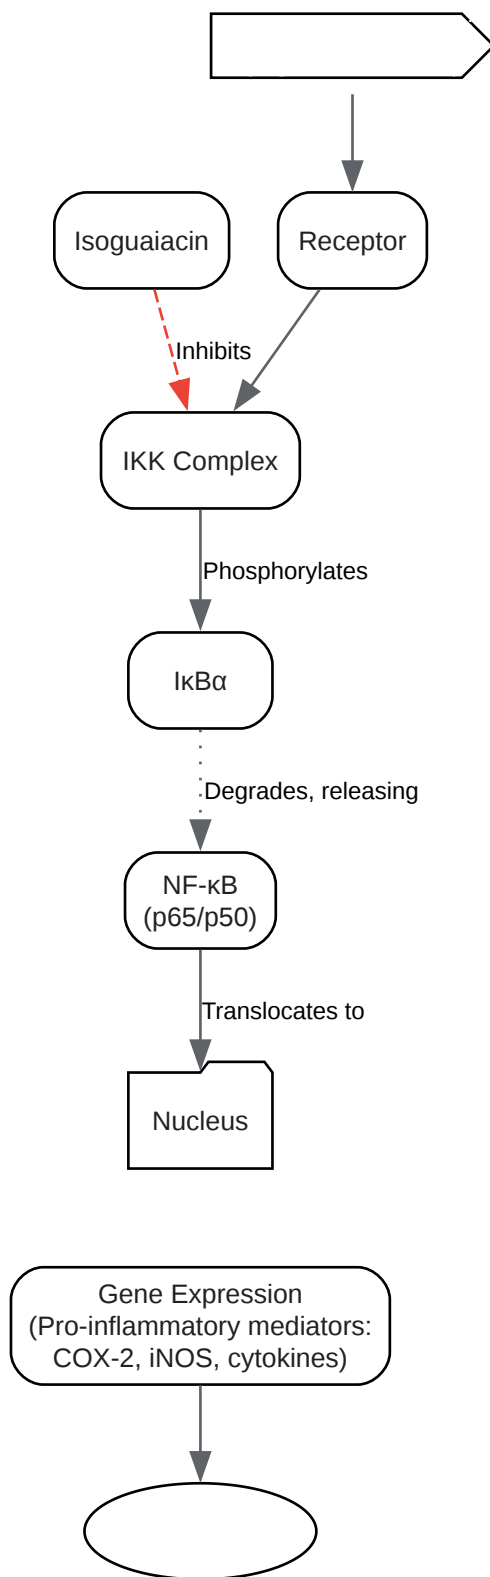 Isoguaiacin
Receptor
Inhibits
IKK Complex
Phosphorylates
IκBα
Degrades, releasing
NF-κB
(p65/p50)
Translocates to
Nucleus
Gene Expression
(Pro-inflammatory mediators:
COX-2, iNOS, cytokines)